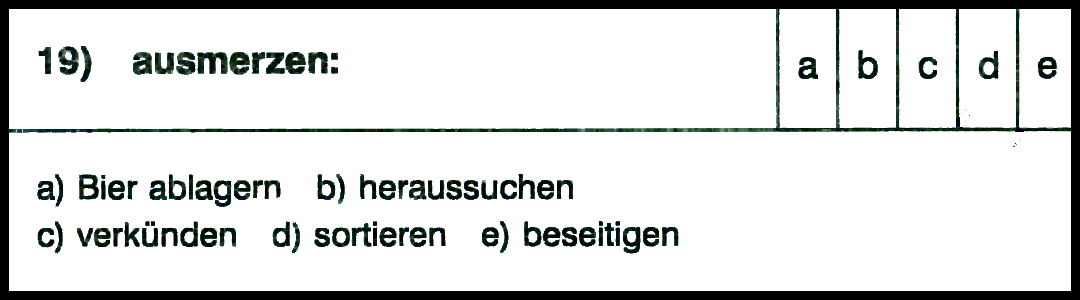 19) ausmerzen:
a b c d e
a) Bier ablagern b) heraussuchen
c) verkünden d) sortieren e) beseitigen